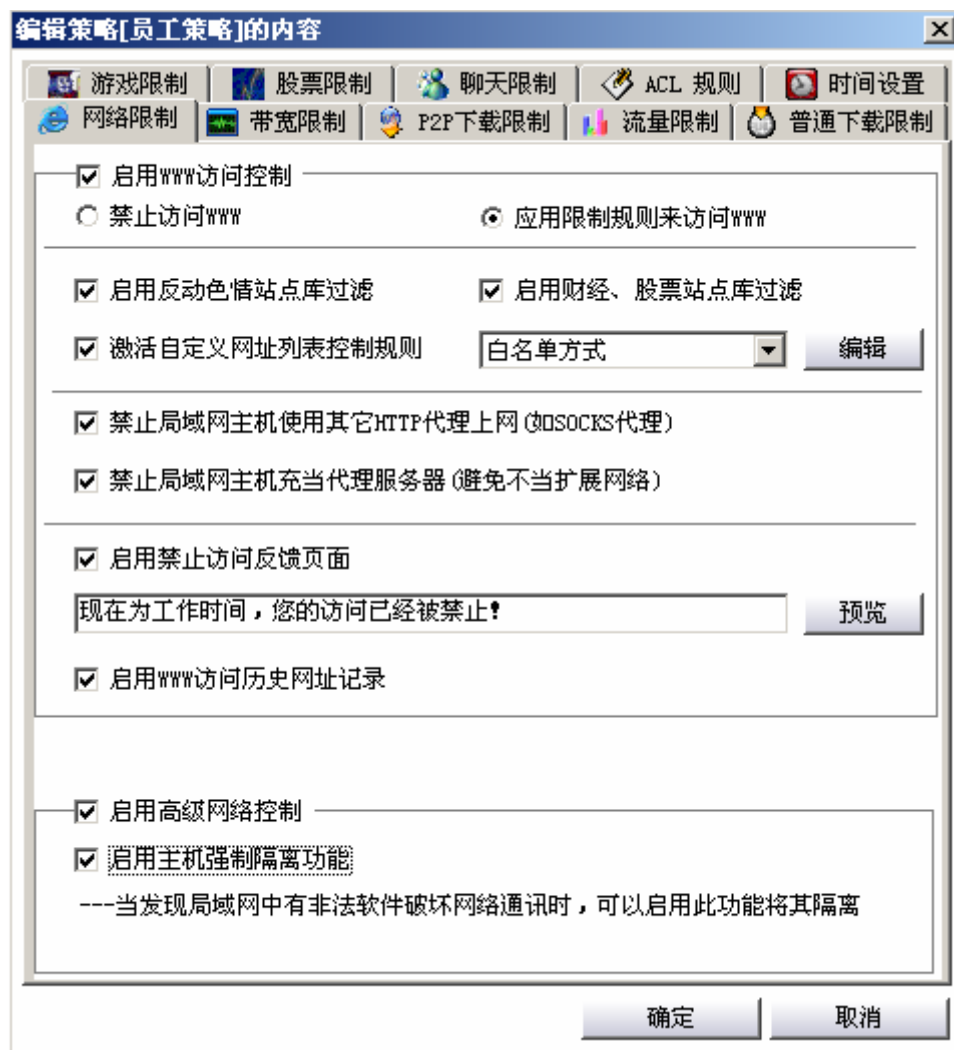 编辑策略[员工策略]的内容
游戏限制 股票限制 聊天限制 ACL 规则 时间设置
网络限制 带宽限制 P2P下载限制 流量限制 普通下载限制
启用WWW访问控制
禁止访问WWW 应用限制规则来访问WWW
启用反动色情站点库过滤 启用财经、股票站点库过滤
激活自定义网址列表控制规则 白名单方式 编辑
禁止局域网主机使用其它HTTP代理上网(如SOCKS代理)
禁止局域网主机充当代理服务器(避免不当扩展网络)
启用禁止访问反馈页面
现在为工作时间，您的访问已经被禁止! 预览
启用WWW访问历史网址记录
启用高级网络控制
启用主机强制隔离功能
---当发现局域网中有非法软件破坏网络通讯时，可以启用此功能将其隔离
确定 取消